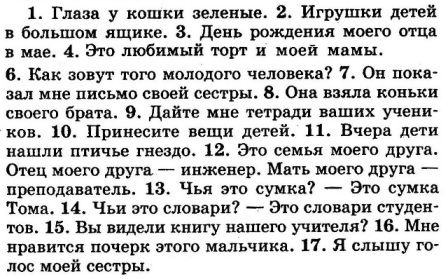 1. Глаза у кошки зеленые. 2. Игрушки детей
в большом ящике. 3. День рождения моего отца
в мае. 4. Это любимый торт и моей мамы.
6. Как зовут того молодого человека? 7. Он пока-
зал мне письмо своей сестры. 8. Она взяла коньки
своего брата. 9. Дайте мне тетради ваших учени-
ков. 10. Принесите вещи детей. 11. Вчера дети
нашли птичье гнездо. 12. Это семья моего друга.
Отец моего друга — инженер. Мать моего друга —
преподаватель. 13. Чья это сумка? — Это сумка
Тома. 14. Чьи это словари? — Это словари студен-
тов. 15. Вы видели книгу нашего учителя? 16. Мне
нравится почерк этого мальчика. 17. Я слышу го-
лос моей сестры.